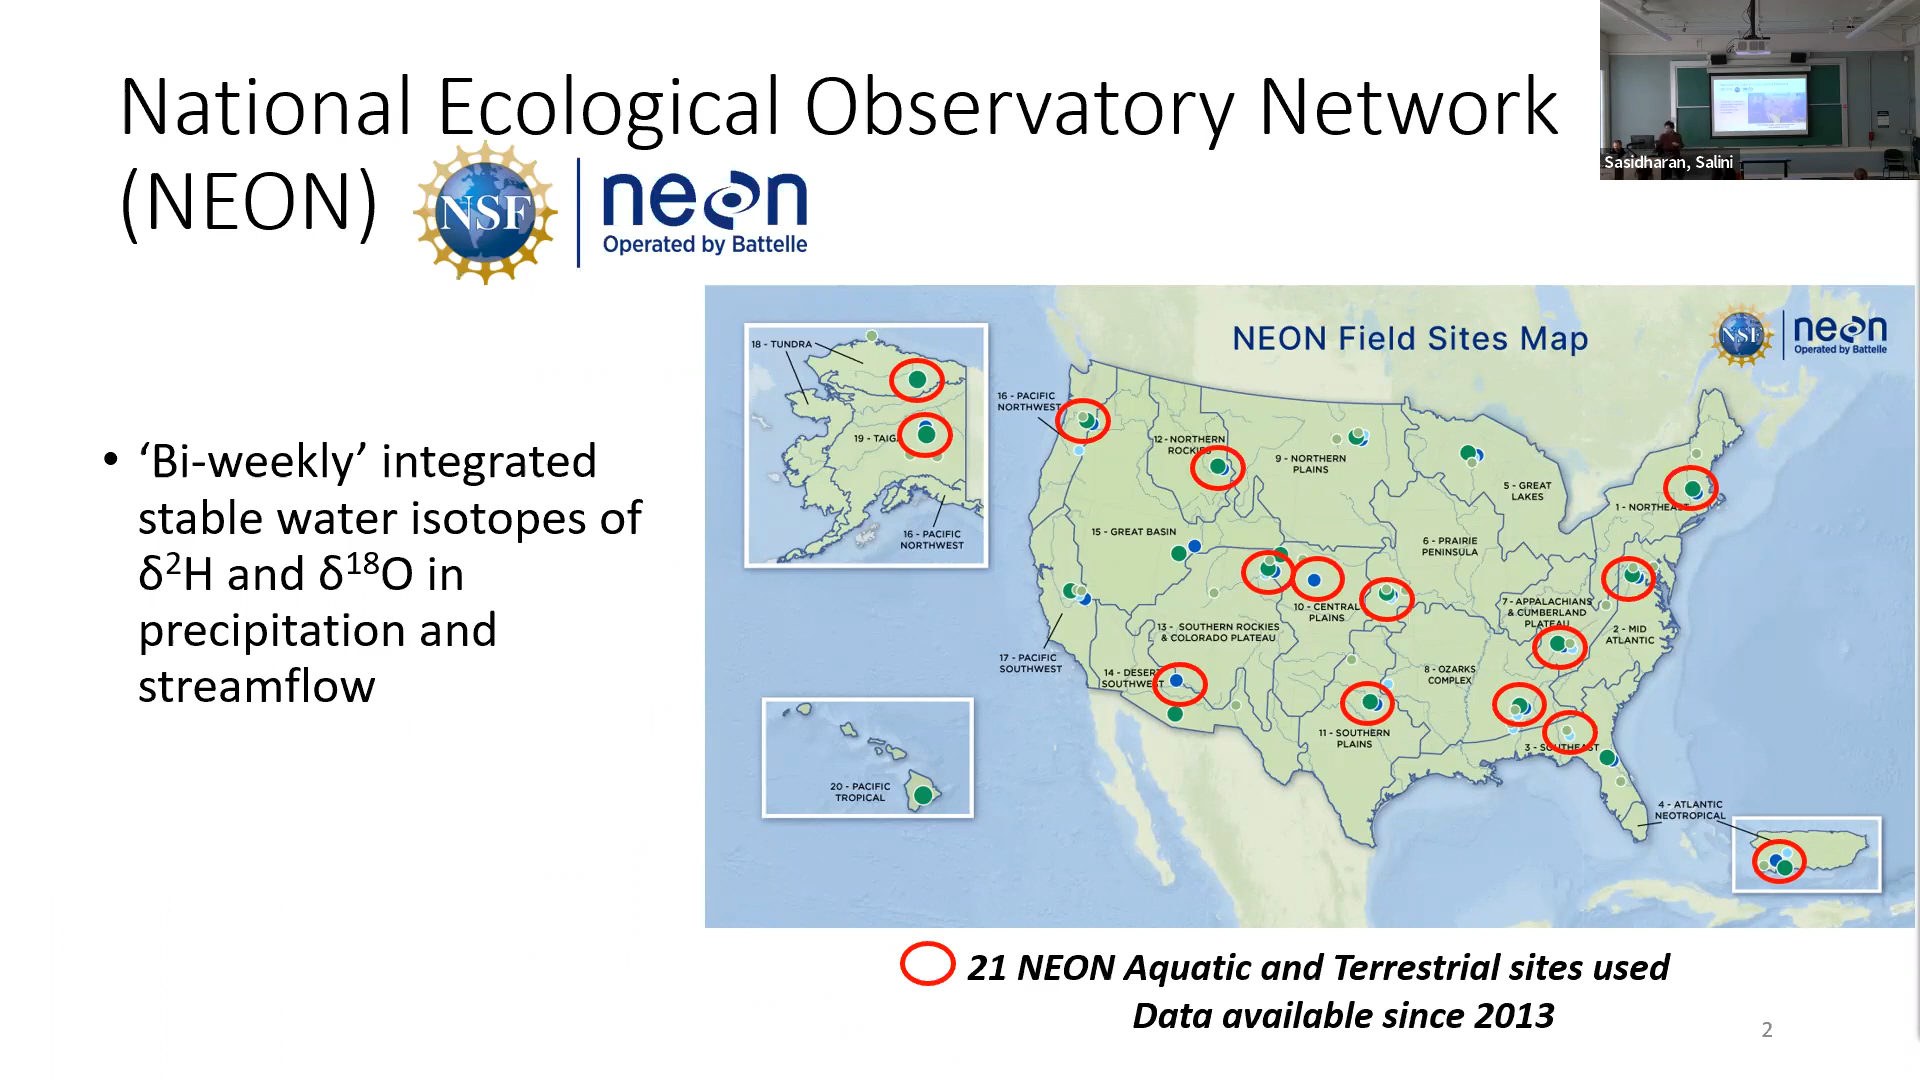 National Ecological Observatory Network
(NEON)
NSF
neon
Operated by Battelle
Sasidharan, Salini
• ‘Bi-weekly’ integrated
stable water isotopes of
δ²H and δ¹⁸O in
precipitation and
streamflow
NEON Field Sites Map
NSF
neon
Operated by Battelle
18 - TUNDRA
19 - TAIG
16 - PACIFIC
NORTHWEST
16 - PACIFIC
NORTHWEST
12 - NORTHERN
ROCKIES
9 - NORTHERN
PLAINS
5 - GREAT
LAKES
1 - NORTHEAST
15 - GREAT BASIN
6 - PRAIRIE
PENINSULA
10 - CENTRAL
PLAINS
7 - APPALACHIANS
& CUMBERLAND
PLATEAU
2 - MID
ATLANTIC
13 - SOUTHERN ROCKIES
& COLORADO PLATEAU
17 - PACIFIC
SOUTHWEST
14 - DESERT
SOUTHWEST
8 - OZARKS
COMPLEX
11 - SOUTHERN
PLAINS
3 - SOUTHEAST
20 - PACIFIC
TROPICAL
4 - ATLANTIC
NEOTROPICAL
21 NEON Aquatic and Terrestrial sites used
Data available since 2013
2